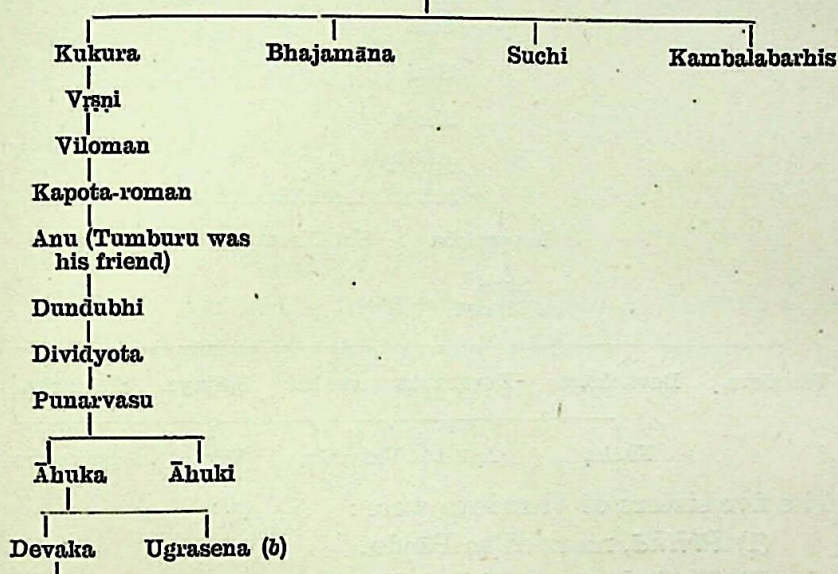 Kukura Bhajamāna Suchi Kambalabarhis
Vṛṣṇi
Viloman
Kapota-roman
Anu (Tumburu was
his friend)
Dundubhi
Dividyota
Punarvasu
Āhuka Āhuki
Devaka Ugrasena (b)